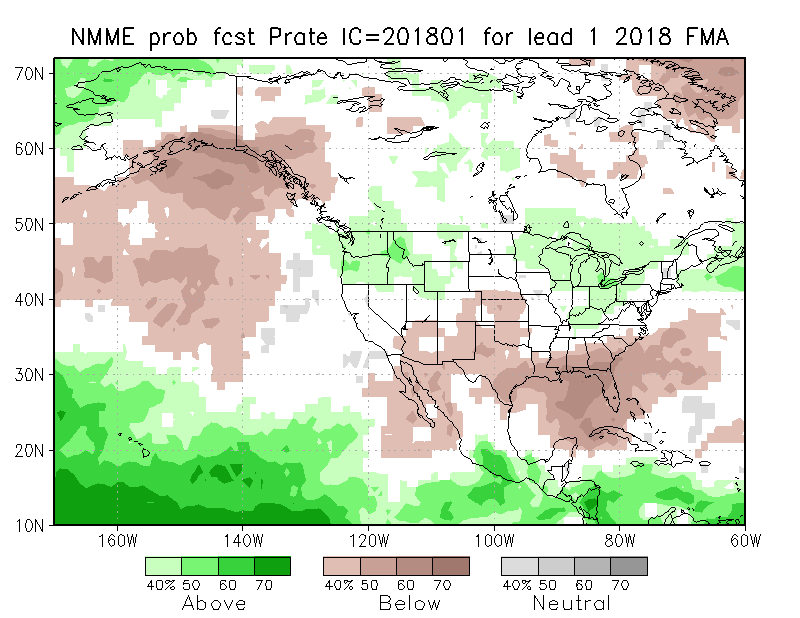 NMME prob fcst Prate IC=201801 for lead 1 2018 FMA
70N
60N
50N
40N
30N
20N
10N
160W 140W 120W 100W 80W 60W
40% 50 60 70 40% 50 60 70 40% 50 60 70
Above Below Neutral